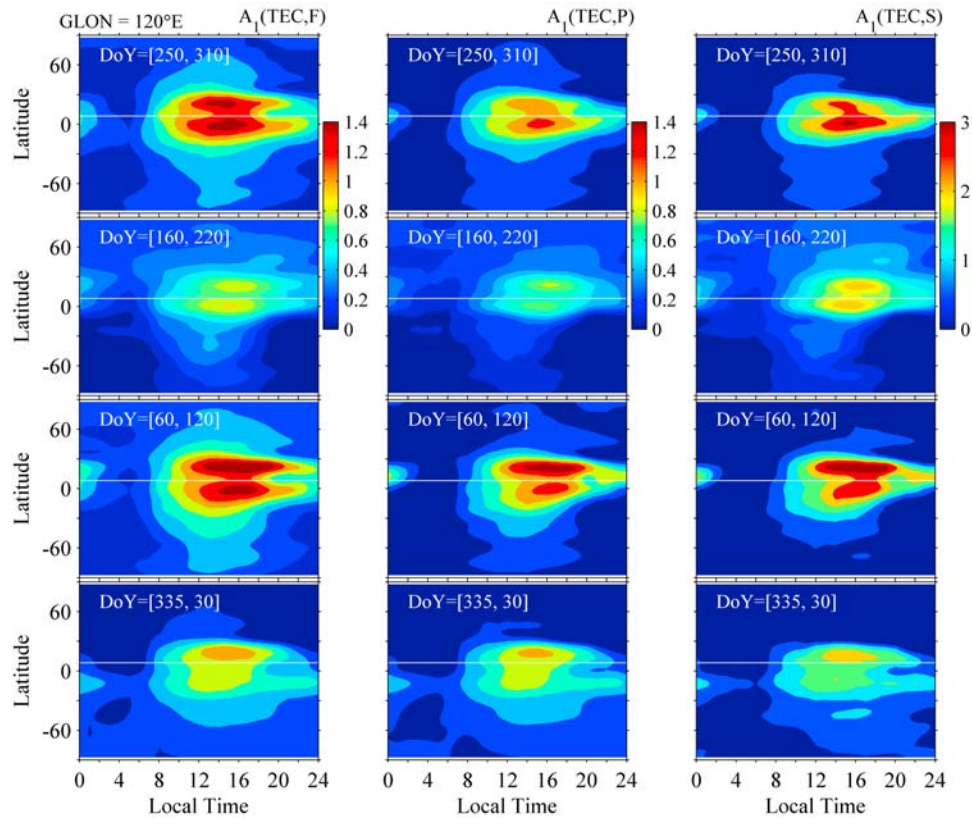 GLON = 120°E A₁(TEC,F) A₁(TEC,P) A₁(TEC,S)
DoY=[250, 310] DoY=[250, 310] DoY=[250, 310]
60
0
-60
Latitude
1.4 1.4 3
1.2 1.2
1 1 2
0.8 0.8
0.6 0.6 1
0.4 0.4
0.2 0.2
0 0 0
DoY=[160, 220] DoY=[160, 220] DoY=[160, 220]
60
0
-60
Latitude
DoY=[60, 120] DoY=[60, 120] DoY=[60, 120]
60
0
-60
Latitude
DoY=[335, 30] DoY=[335, 30] DoY=[335, 30]
60
0
-60
Latitude
0 4 8 12 16 20 24 0 4 8 12 16 20 24 0 4 8 12 16 20 24
Local Time Local Time Local Time